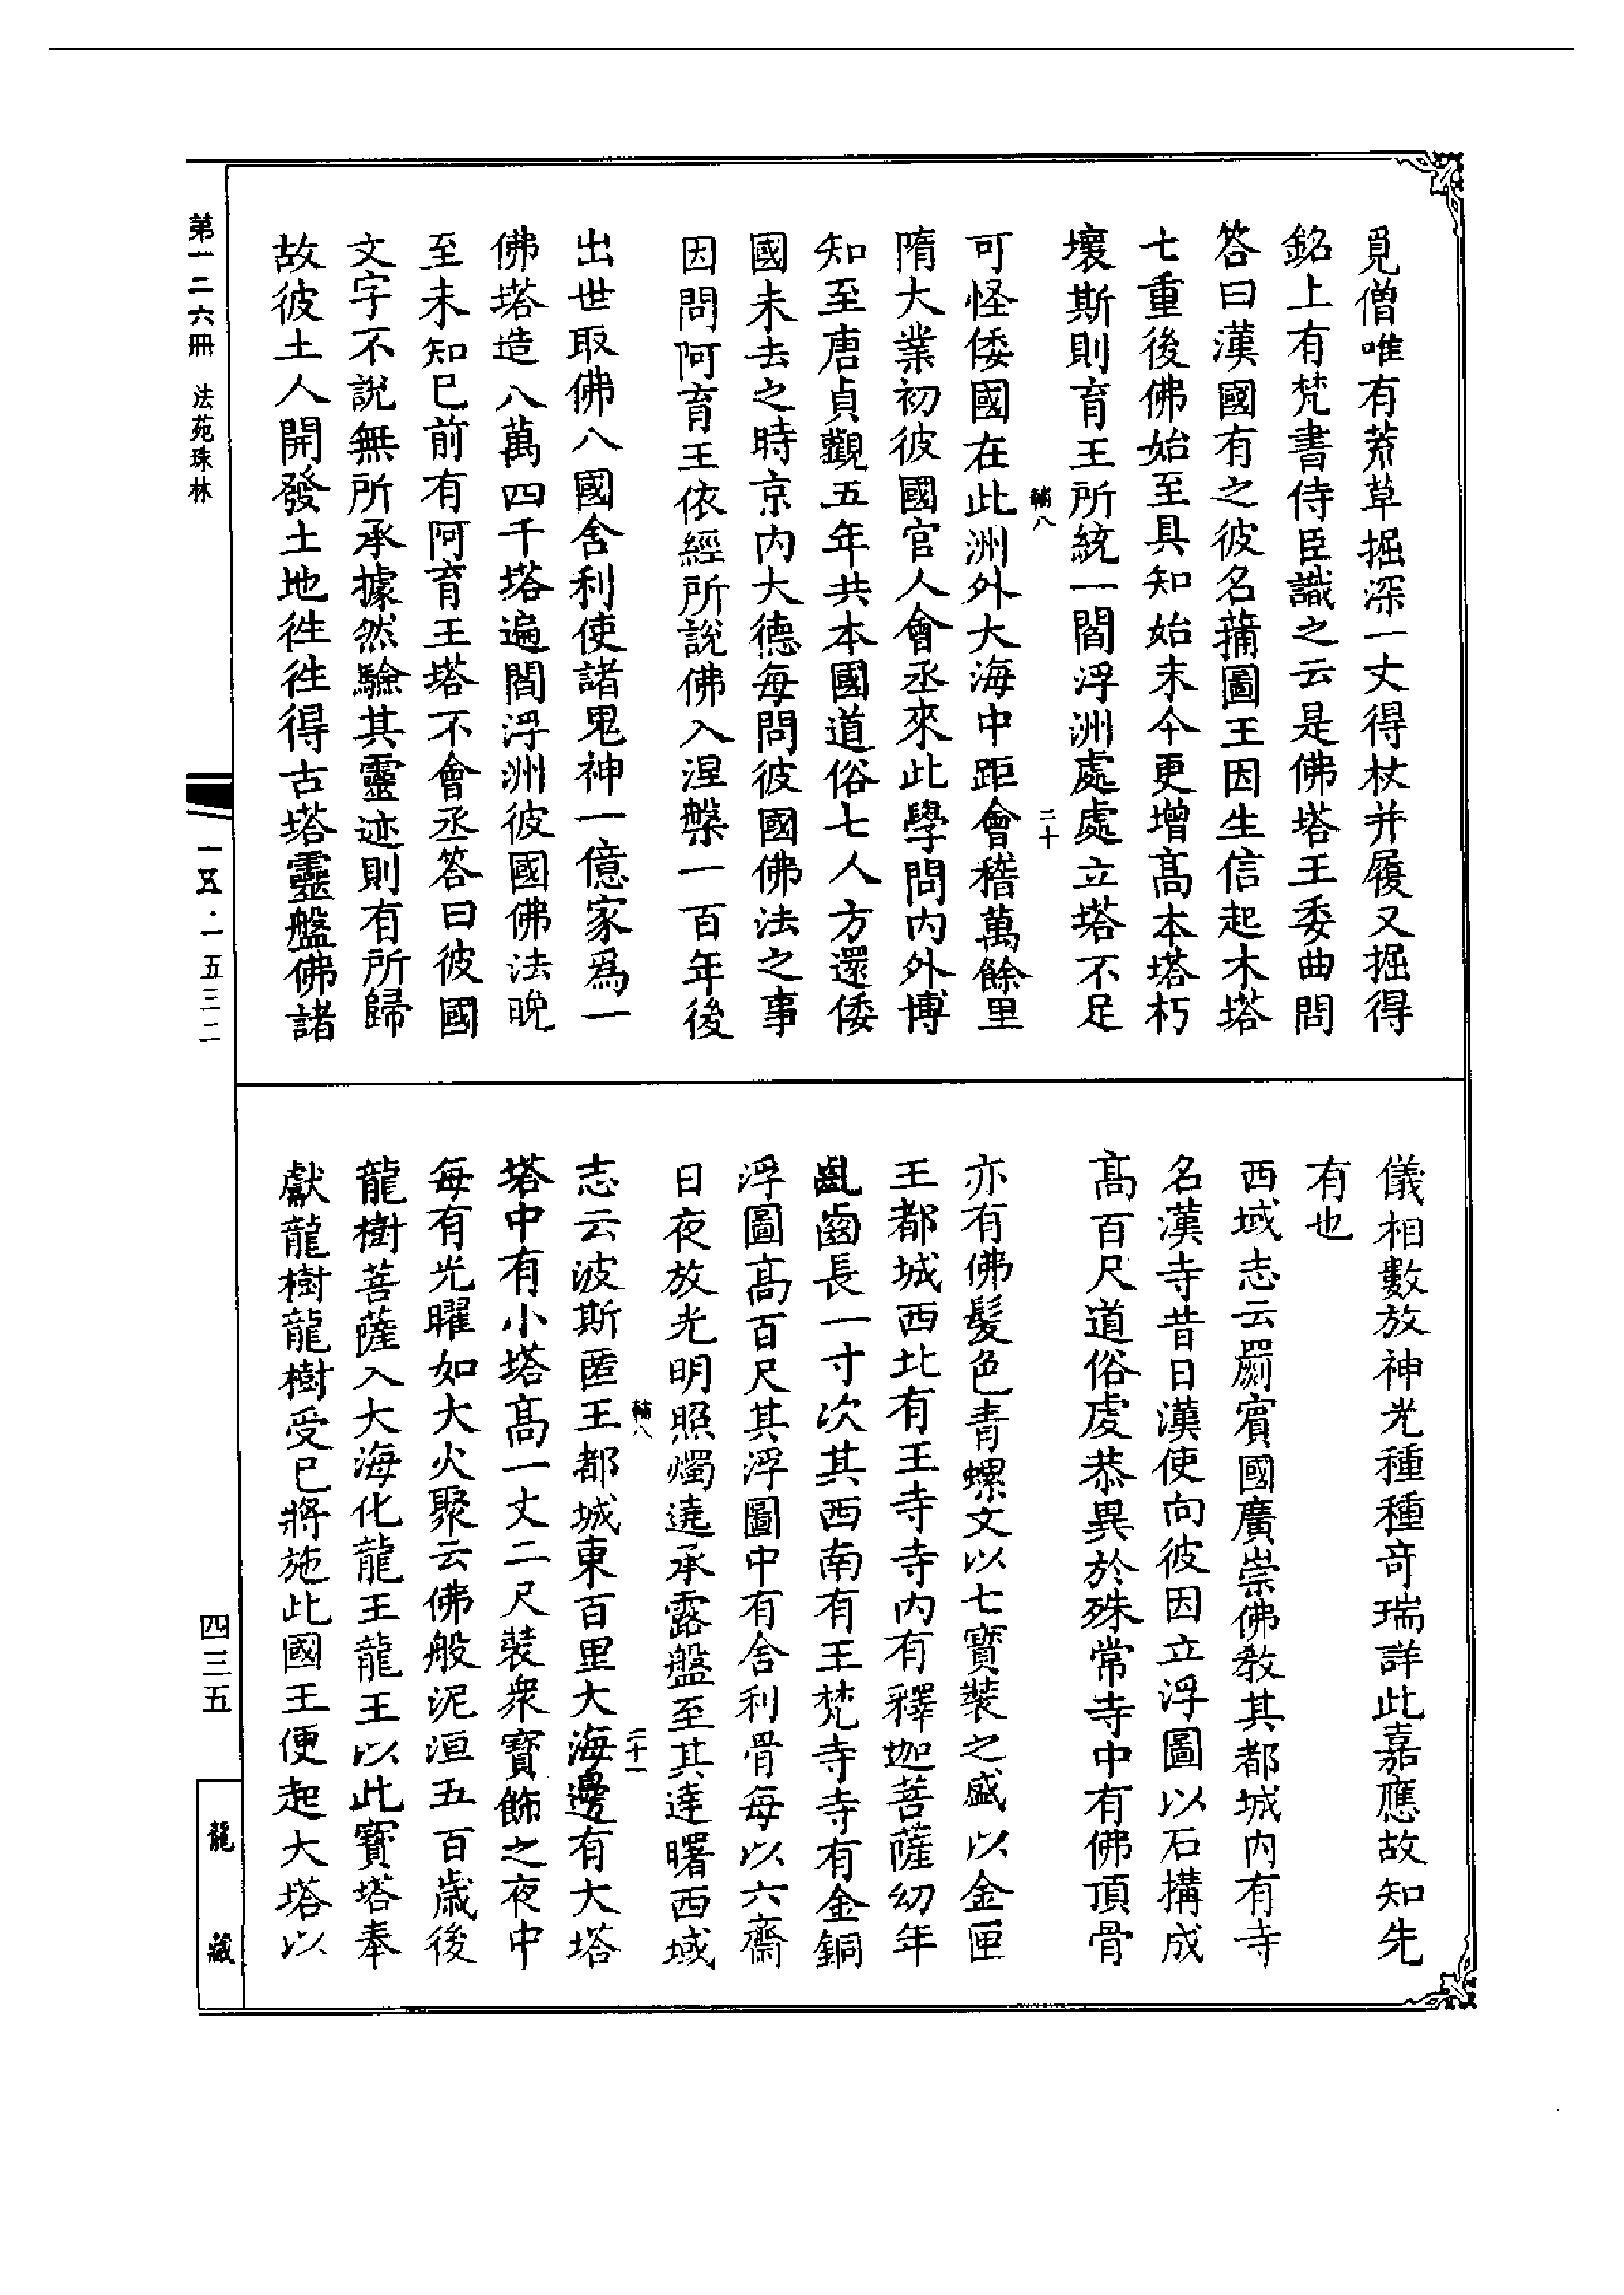 覓僧唯有荒草掘深一丈得杖并履又掘得
銘上有梵書侍臣識之云是佛塔王委曲問
答曰漢國有之彼名蒱圖王因生信起木塔
七重後佛始至具知始末今更增髙本塔朽
壞斯則育王所統一閻浮洲處處立塔不足
輔八
二十
可怪倭國在此洲外大海中距會稽萬餘里
隋大業初彼國官人會丞來此學問內外博
知至唐貞觀五年共本國道俗七人方還倭
國未去之時京內大德每問彼國佛法之事
因問阿育王依經所說佛入涅槃一百年後
出世取佛八國舍利使諸鬼神一億家爲一
佛塔造八萬四千塔遍閻浮洲彼國佛法晚
至未知已前有阿育王塔不會丞答曰彼國
文字不說無所承據然驗其靈迹則有所歸
故彼土人開發土地徃徃得古塔靈盤佛諸
儀相數放神光種種奇瑞詳此嘉應故知先
有也
西域志云罽賓國廣崇佛教其都城內有寺
名漢寺昔日漢使向彼因立浮圖以石搆成
髙百尺道俗虔恭異於殊常寺中有佛頂骨
亦有佛髮色青螺文以七寶裝之盛以金匣
王都城西北有王寺寺內有釋迦菩薩幼年
亂齒長一寸次其西南有王梵寺寺有金銅
浮圖髙百尺其浮圖中有舍利骨每以六齋
日夜放光明照燭遶承露盤至其達曙西域
輔八
二十一
志云波斯匿王都城東百里大海邊有大塔
塔中有小塔髙一丈二尺裝衆寳飾之夜中
每有光曜如大火聚云佛般泥洹五百歲後
龍樹菩薩入大海化龍王龍王以此寳塔奉
獻龍樹龍樹受已將施此國王便起大塔以
第一二六冊 法苑珠林
一五·一五三二
四三五
龍藏